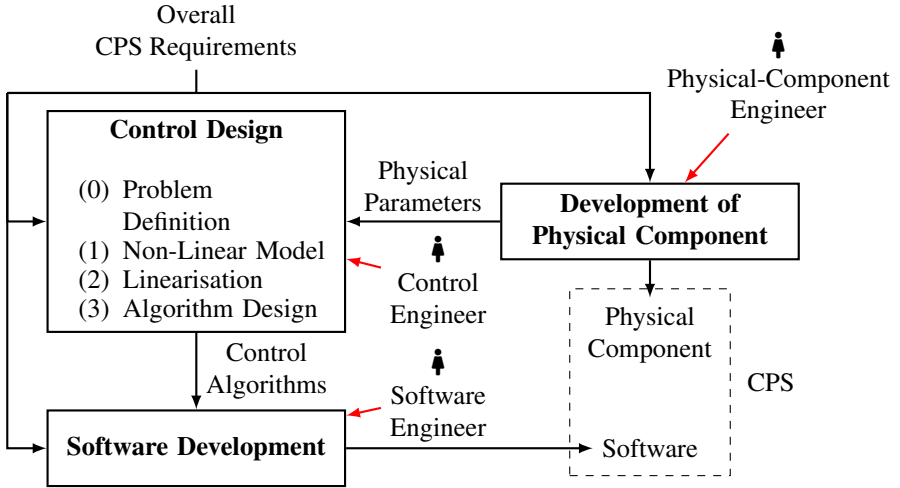 Overall
CPS Requirements
Physical-Component
Engineer
Control Design
(0) Problem
Definition
(1) Non-Linear Model
(2) Linearisation
(3) Algorithm Design
Physical
Parameters
Development of
Physical Component
Control
Engineer
Physical
Component
CPS
Control
Algorithms
Software
Engineer
Software Development
Software